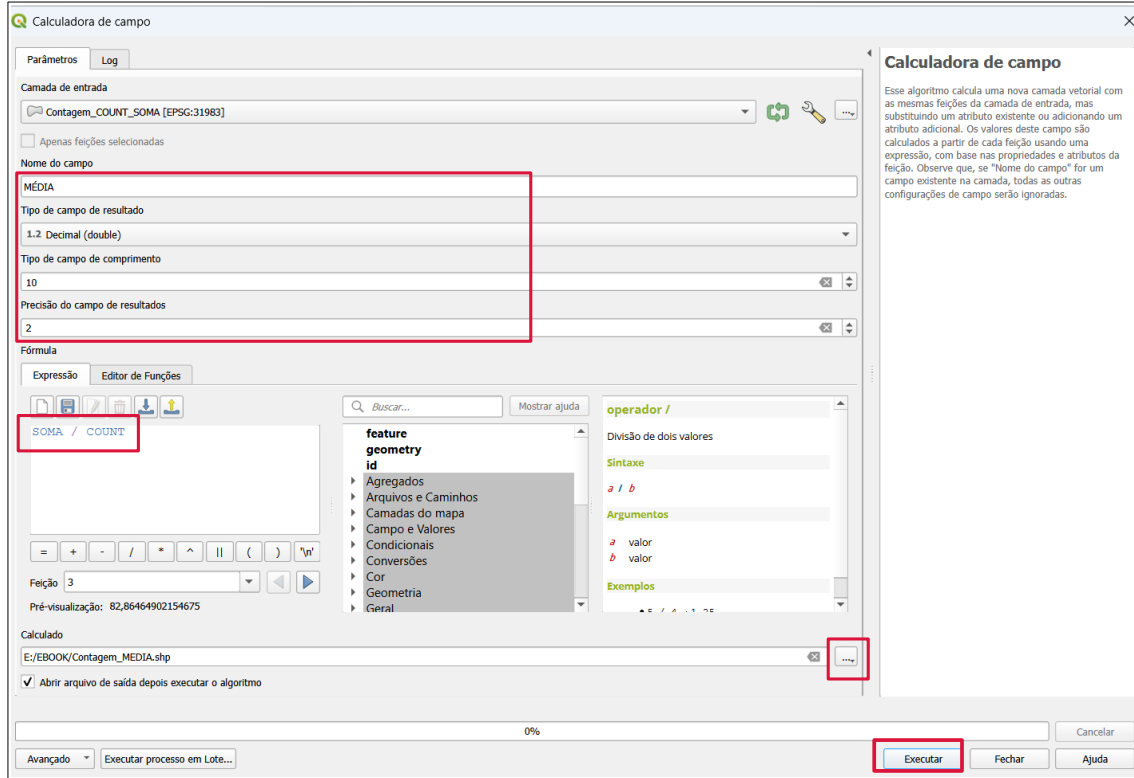 Calculadora de campo
Parâmetros
Log
Camada de entrada
Contagem_COUNT_SOMA [EPSG:31983]
...
Apenas feições selecionadas
Nome do campo
MÉDIA
Tipo de campo de resultado
1.2 Decimal (double)
Tipo de campo de comprimento
10
Precisão do campo de resultados
2
Fórmula
Expressão
Editor de Funções
SOMA / COUNT
= + - / * ^ || ( ) '\n'
Feição 3
Pré-visualização: 82,86464902154675
Buscar...
Mostrar ajuda
feature
geometry
id
Agregados
Arquivos e Caminhos
Camadas do mapa
Campo e Valores
Condicionais
Conversões
Cor
Geometria
Geral
operador /
Divisão de dois valores
Sintaxe
a / b
Argumentos
a valor
b valor
Exemplos
Calculado
E:/EBOOK/Contagem_MEDIA.shp
...
Abrir arquivo de saída depois executar o algoritmo
0%
Cancelar
Avançado
Executar processo em Lote...
Executar
Fechar
Ajuda
Calculadora de campo
Esse algoritmo calcula uma nova camada vetorial com
as mesmas feições da camada de entrada, mas
substituindo um atributo existente ou adicionando um
atributo adicional. Os valores deste campo são
calculados a partir de cada feição usando uma
expressão, com base nas propriedades e atributos da
feição. Observe que, se "Nome do campo" for um
campo existente na camada, todas as outras
configurações de campo serão ignoradas.